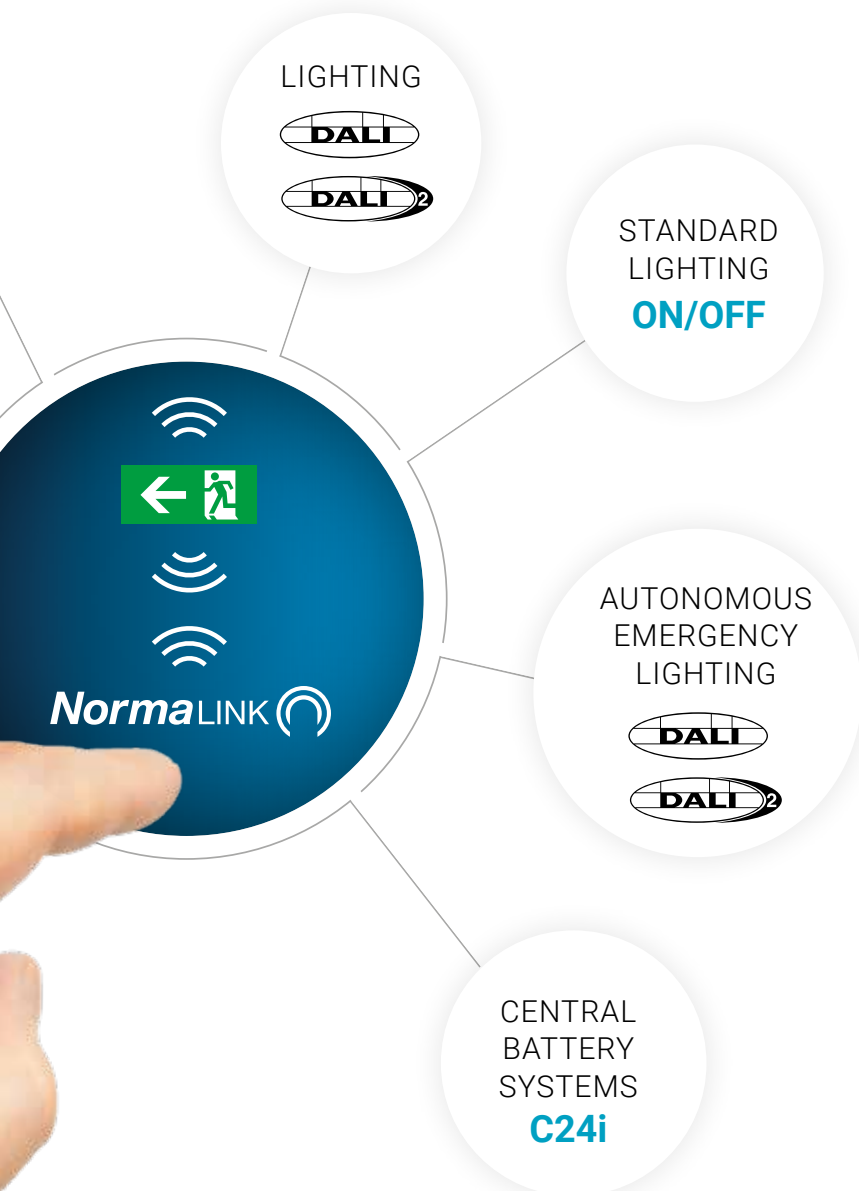 LIGHTING
DALI
DALI 2
STANDARD
LIGHTING
ON/OFF
NormaLINK
AUTONOMOUS
EMERGENCY
LIGHTING
DALI
DALI 2
CENTRAL
BATTERY
SYSTEMS
C24i